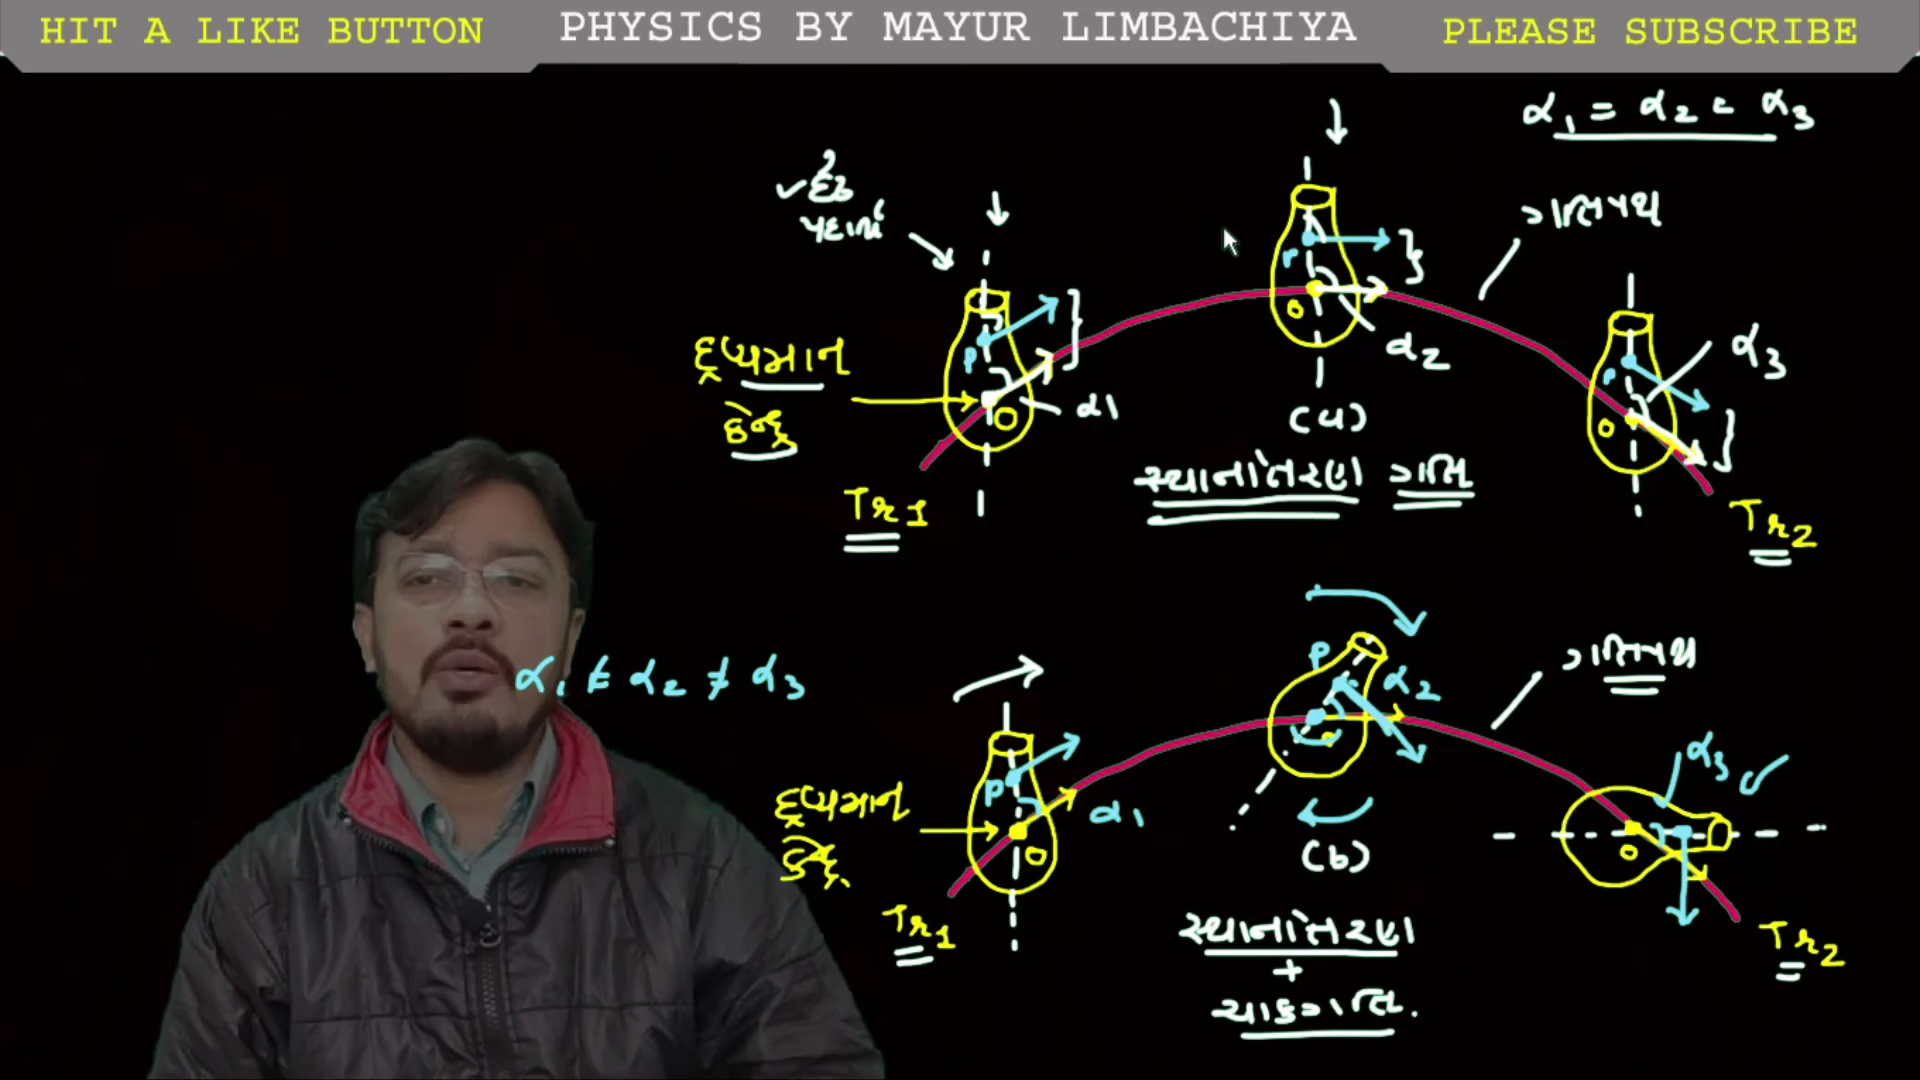 HIT A LIKE BUTTON
PHYSICS BY MAYUR LIMBACHIYA
PLEASE SUBSCRIBE
α1 = α2 = α3
✓દૃઢ
પદાર્થ
ગતિપથ
P
O
α1
P
O
α2
P
O
α3
દ્રવ્યમાન
કેન્દ્ર
(a)
સ્થાનાંતરણ ગતિ
Tr1
Tr2
α1 ≠ α2 ≠ α3
ગતિપથ
P
O
α1
P
α2
α3
O
દ્રવ્યમાન
કેન્દ્ર
(b)
Tr1
Tr2
સ્થાનાંતરણ
+
ચાકગતિ.